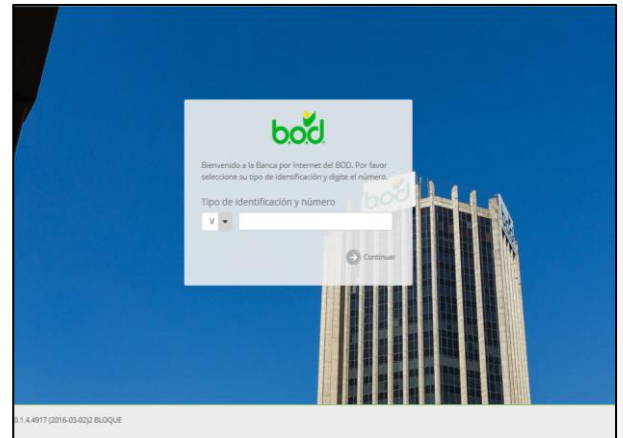 b.o.d.
Bienvenido a la Banca por Internet del BOD. Por favor
seleccione su tipo de identificación y digite el número.
Tipo de identificación y número
V
Continuar
bod
0.1.4.4917 (2016-03-02)2 BLOQUE